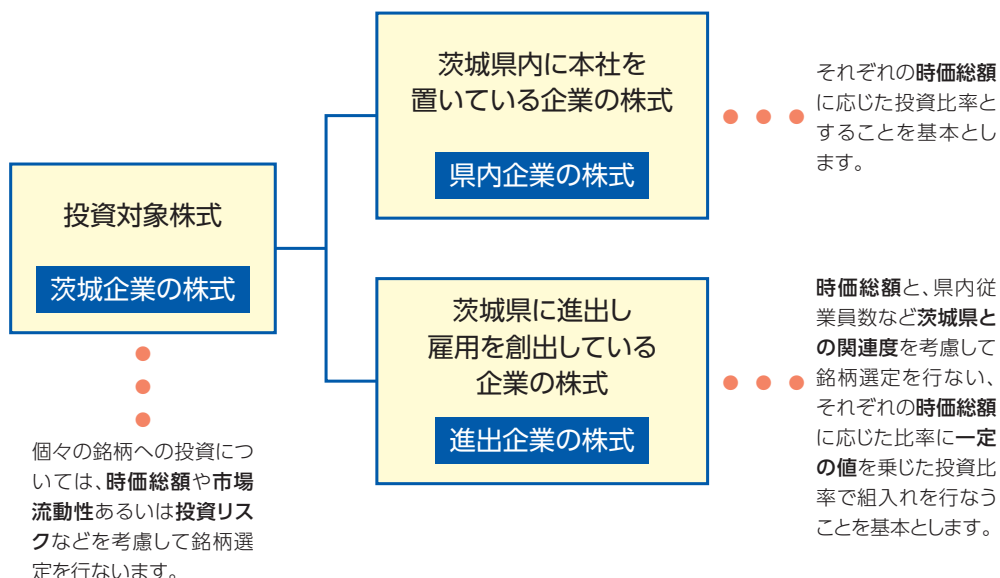 投資対象株式
茨城企業の株式
個々の銘柄への投資につ
いては、時価総額や市場
流動性あるいは投資リス
クなどを考慮して銘柄選
定を行ないます。
茨城県内に本社を
置いている企業の株式
県内企業の株式
それぞれの時価総額
に応じた投資比率と
することを基本とし
ます。
茨城県に進出し
雇用を創出している
企業の株式
進出企業の株式
時価総額と、県内従
業員数など茨城県と
の関連度を考慮して
銘柄選定を行ない、
それぞれの時価総額
に応じた比率に一定
の値を乗じた投資比
率で組入れを行なう
ことを基本とします。